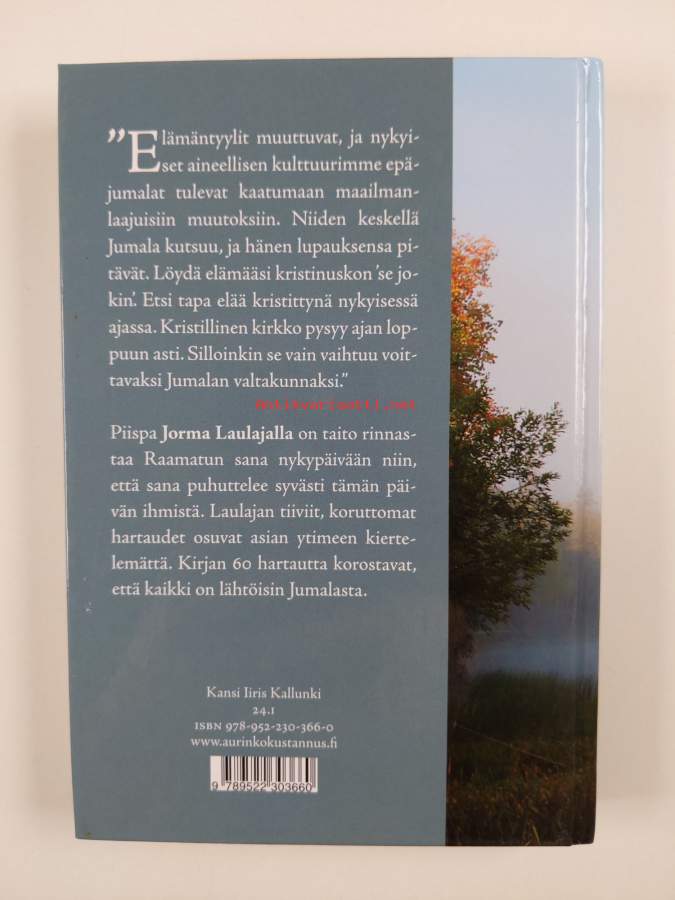 ”Elämäntyylit muuttuvat, ja nykyi-
set aineellisen kulttuurimme epä-
jumalat tulevat kaatumaan maailman-
laajuisiin muutoksiin. Niiden keskellä
Jumala kutsuu, ja hänen lupauksensa pi-
tävät. Löydä elämääsi kristinuskon ’se jo-
kin’. Etsi tapa elää kristittynä nykyisessä
ajassa. Kristillinen kirkko pysyy ajan lop-
puun asti. Silloinkin se vain vaihtuu voit-
tavaksi Jumalan valtakunnaksi.”
Antikvariaatti.net
Piispa Jorma Laulajalla on taito rinnas-
taa Raamatun sana nykypäivään niin,
että sana puhuttelee syvästi tämän päi-
vän ihmistä. Laulajan tiiviit, koruttomat
hartaudet osuvat asian ytimeen kierte-
lemättä. Kirjan 60 hartautta korostavat,
että kaikki on lähtöisin Jumalasta.
Kansi Iiris Kallunki
24.1
ISBN 978-952-230-366-0
www.aurinkokustannus.fi
9 789522 303660